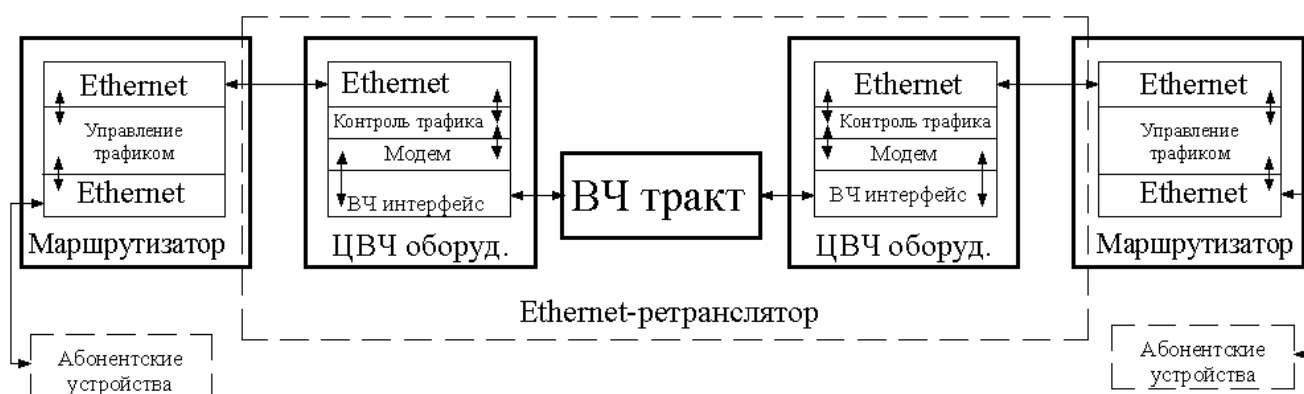 Ethernet
Управление
трафиком
Ethernet
Маршрутизатор
Абонентские
устройства
Ethernet
Контроль трафика
Модем
ВЧ интерфейс
ЦВЧ оборуд.
ВЧ тракт
Ethernet-ретранслятор
Ethernet
Контроль трафика
Модем
ВЧ интерфейс
ЦВЧ оборуд.
Ethernet
Управление
трафиком
Ethernet
Маршрутизатор
Абонентские
устройства